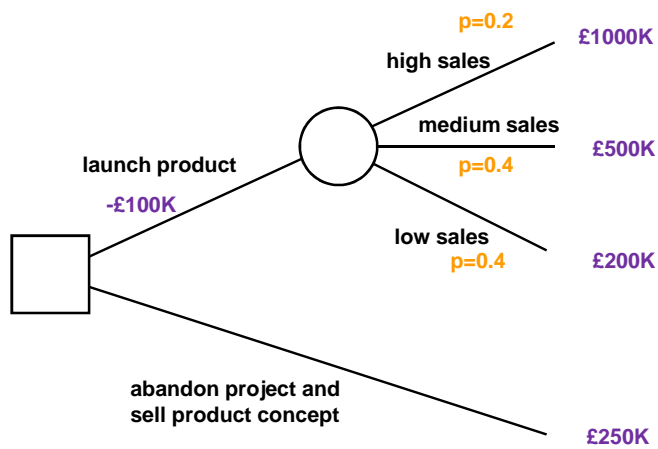 p=0.2
£1000K
high sales
medium sales
£500K
p=0.4
launch product
-£100K
low sales
p=0.4
£200K
abandon project and
sell product concept
£250K